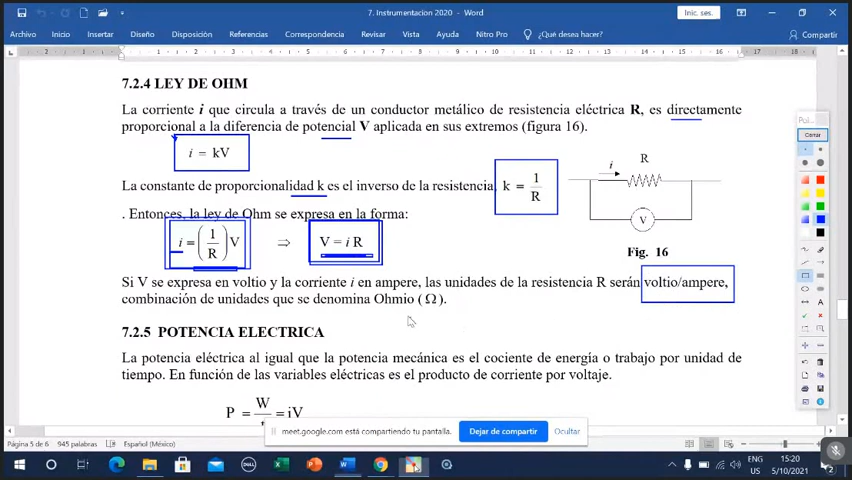 7. Instrumentacion 2020 - Word
Inic. ses.
Archivo Inicio Insertar Diseño Disposición Referencias Correspondencia Revisar Vista Ayuda Nitro Pro ¿Qué desea hacer? Compartir
7.2.4 LEY DE OHM
La corriente i que circula a través de un conductor metálico de resistencia eléctrica R, es directamente
proporcional a la diferencia de potencial V aplicada en sus extremos (figura 16).
i = kV
La constante de proporcionalidad k es el inverso de la resistencia, k = 1/R
. Entonces, la ley de Ohm se expresa en la forma:
i = (1/R) V ⇒ V = i R
i R
V
Fig. 16
Si V se expresa en voltio y la corriente i en ampere, las unidades de la resistencia R serán voltio/ampere,
combinación de unidades que se denomina Ohmio ( Ω ).
7.2.5 POTENCIA ELECTRICA
La potencia eléctrica al igual que la potencia mecánica es el cociente de energía o trabajo por unidad de
tiempo. En función de las variables eléctricas es el producto de corriente por voltaje.
P = W = iV
meet.google.com está compartiendo tu pantalla. Dejar de compartir Ocultar
Cerrar
Página 5 de 6 945 palabras Español (México)
ENG 15:20
US 5/10/2021